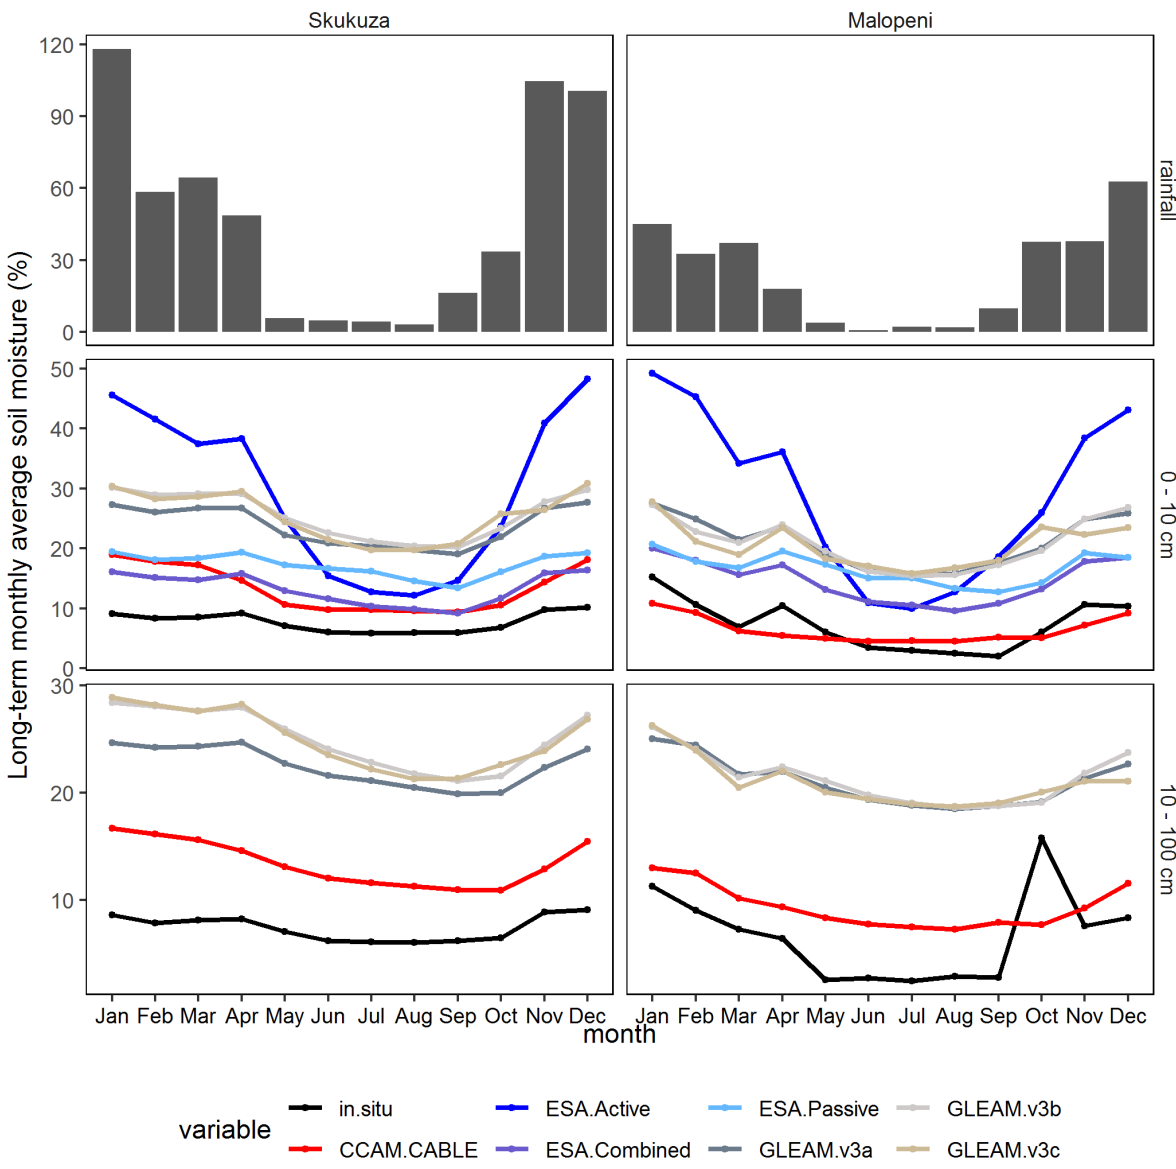 Skukuza Malopeni
120
90
60
30
0
rainfall
Long-term monthly average soil moisture (%)
50
40
30
20
10
0
0 - 10 cm
30
20
10
10 - 100 cm
Jan Feb Mar Apr May Jun Jul Aug Sep Oct Nov Dec Jan Feb Mar Apr May Jun Jul Aug Sep Oct Nov Dec
month
variable
in.situ ESA.Active ESA.Passive GLEAM.v3b
CCAM.CABLE ESA.Combined GLEAM.v3a GLEAM.v3c